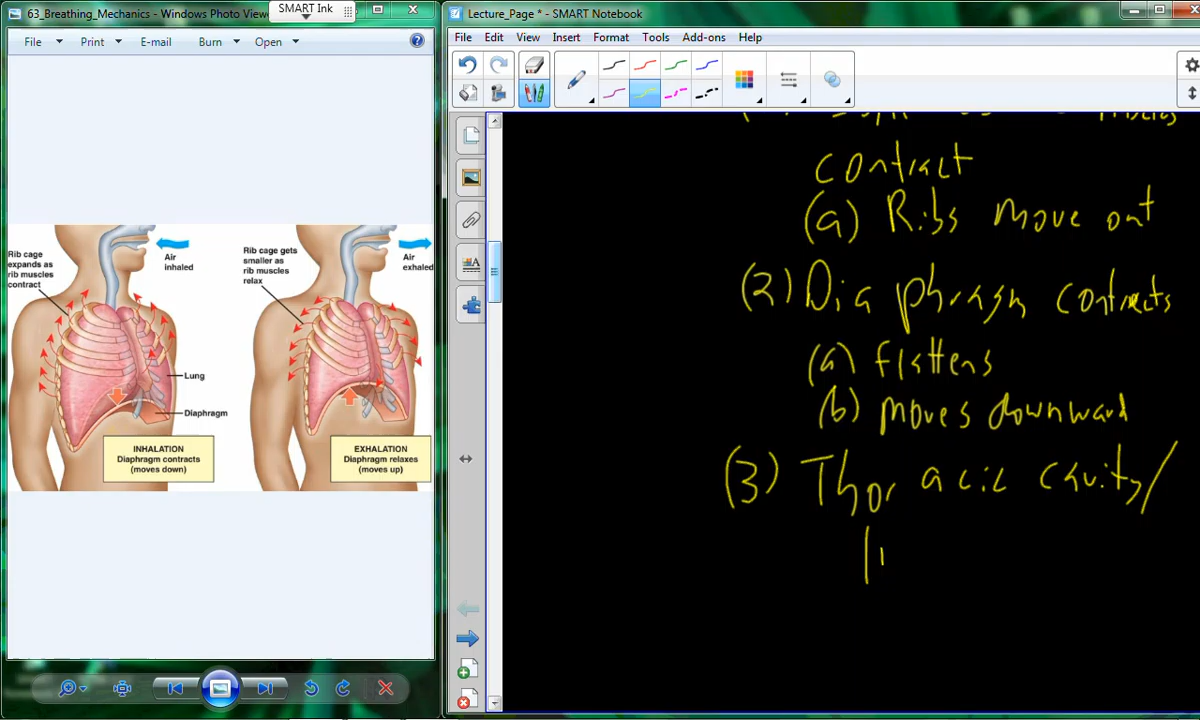 63_Breathing_Mechanics - Windows Photo View
SMART Ink
File Print E-mail Burn Open
Rib cage
expands as
rib muscles
contract
Air
inhaled
Lung
Diaphragm
INHALATION
Diaphragm contracts
(moves down)
Rib cage gets
smaller as
rib muscles
relax
Air
exhaled
EXHALATION
Diaphragm relaxes
(moves up)
Lecture_Page * - SMART Notebook
File Edit View Insert Format Tools Add-ons Help
contract
(a) Ribs move out
(2) Diaphragm contracts
(a) flattens
(b) moves downward
(3) Thoracic cavity/